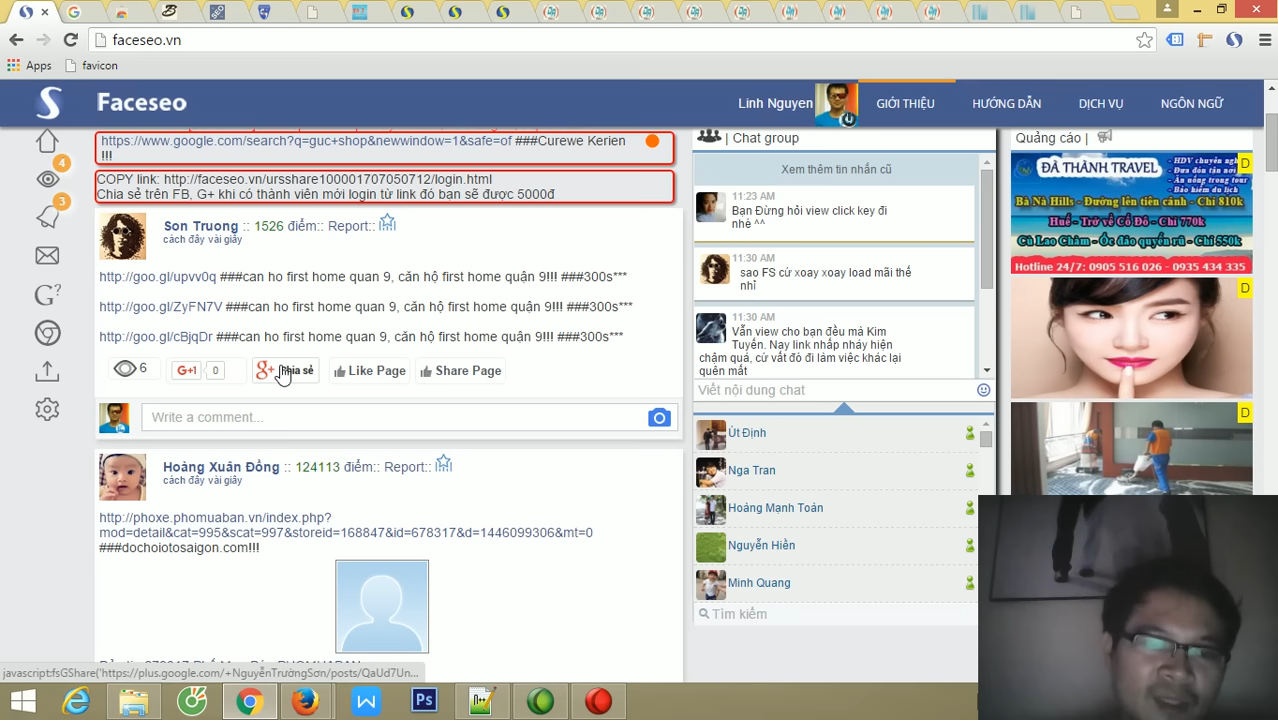 faceseo.vn
Apps
favicon
S
Faceseo
Linh Nguyen
GIỚI THIỆU
HƯỚNG DẪN
DỊCH VỤ
NGÔN NGỮ
4
3
G?
https://www.google.com/search?q=guc+shop&newwindow=1&safe=of ###Curewe Kerien
!!!
COPY link: http://faceseo.vn/ursshare100001707050712/login.html
Chia sẻ trên FB, G+ khi có thành viên mới login từ link đó bạn sẽ được 5000đ
Son Truong :: 1526 điểm:: Report::
cách đây vài giây
http://goo.gl/upvv0q ###can ho first home quan 9, căn hộ first home quận 9!!! ###300s***
http://goo.gl/ZyFN7V ###can ho first home quan 9, căn hộ first home quận 9!!! ###300s***
http://goo.gl/cBjqDr ###can ho first home quan 9, căn hộ first home quận 9!!! ###300s***
6
G+1
0
g+ Chia sẻ
Like Page
Share Page
Write a comment...
Hoàng Xuân Đồng :: 124113 điểm:: Report::
cách đây vài giây
http://phoxe.phomuaban.vn/index.php?
mod=detail&cat=995&scat=997&storeid=168847&id=678317&d=1446099306&mt=0
###dochoiotosaigon.com!!!
javascript:fsGShare('https://plus.google.com/+NguyễnTrườngSơn/posts/QaUd7Un...
| Chat group
Xem thêm tin nhắn cũ
11:23 AM
Bạn Đừng hỏi view click key đi
nhé ^^
11:30 AM
sao FS cứ xoay xoay load mãi thế
nhỉ
11:30 AM
Vẫn view cho bạn đều mà Kim
Tuyến. Nay link nhấp nháy hiện
chậm quá, cứ vất đó đi làm việc khác lại
quên mất
Viết nội dung chat
Út Định
Nga Tran
Hoàng Mạnh Toàn
Nguyễn Hiền
Minh Quang
Tìm kiếm
Quảng cáo |
D
ĐÀ THÀNH TRAVEL
Bà Nà Hills - Đường lên tiên cảnh - Chỉ 810k
Huế - Trở về Cố Đô - Chỉ 770k
Cù Lao Chàm - Ốc đảo quyến rũ - Chỉ 550k
Hotline 24/7: 0905 516 026 - 0935 434 335
D
D
W
Ps